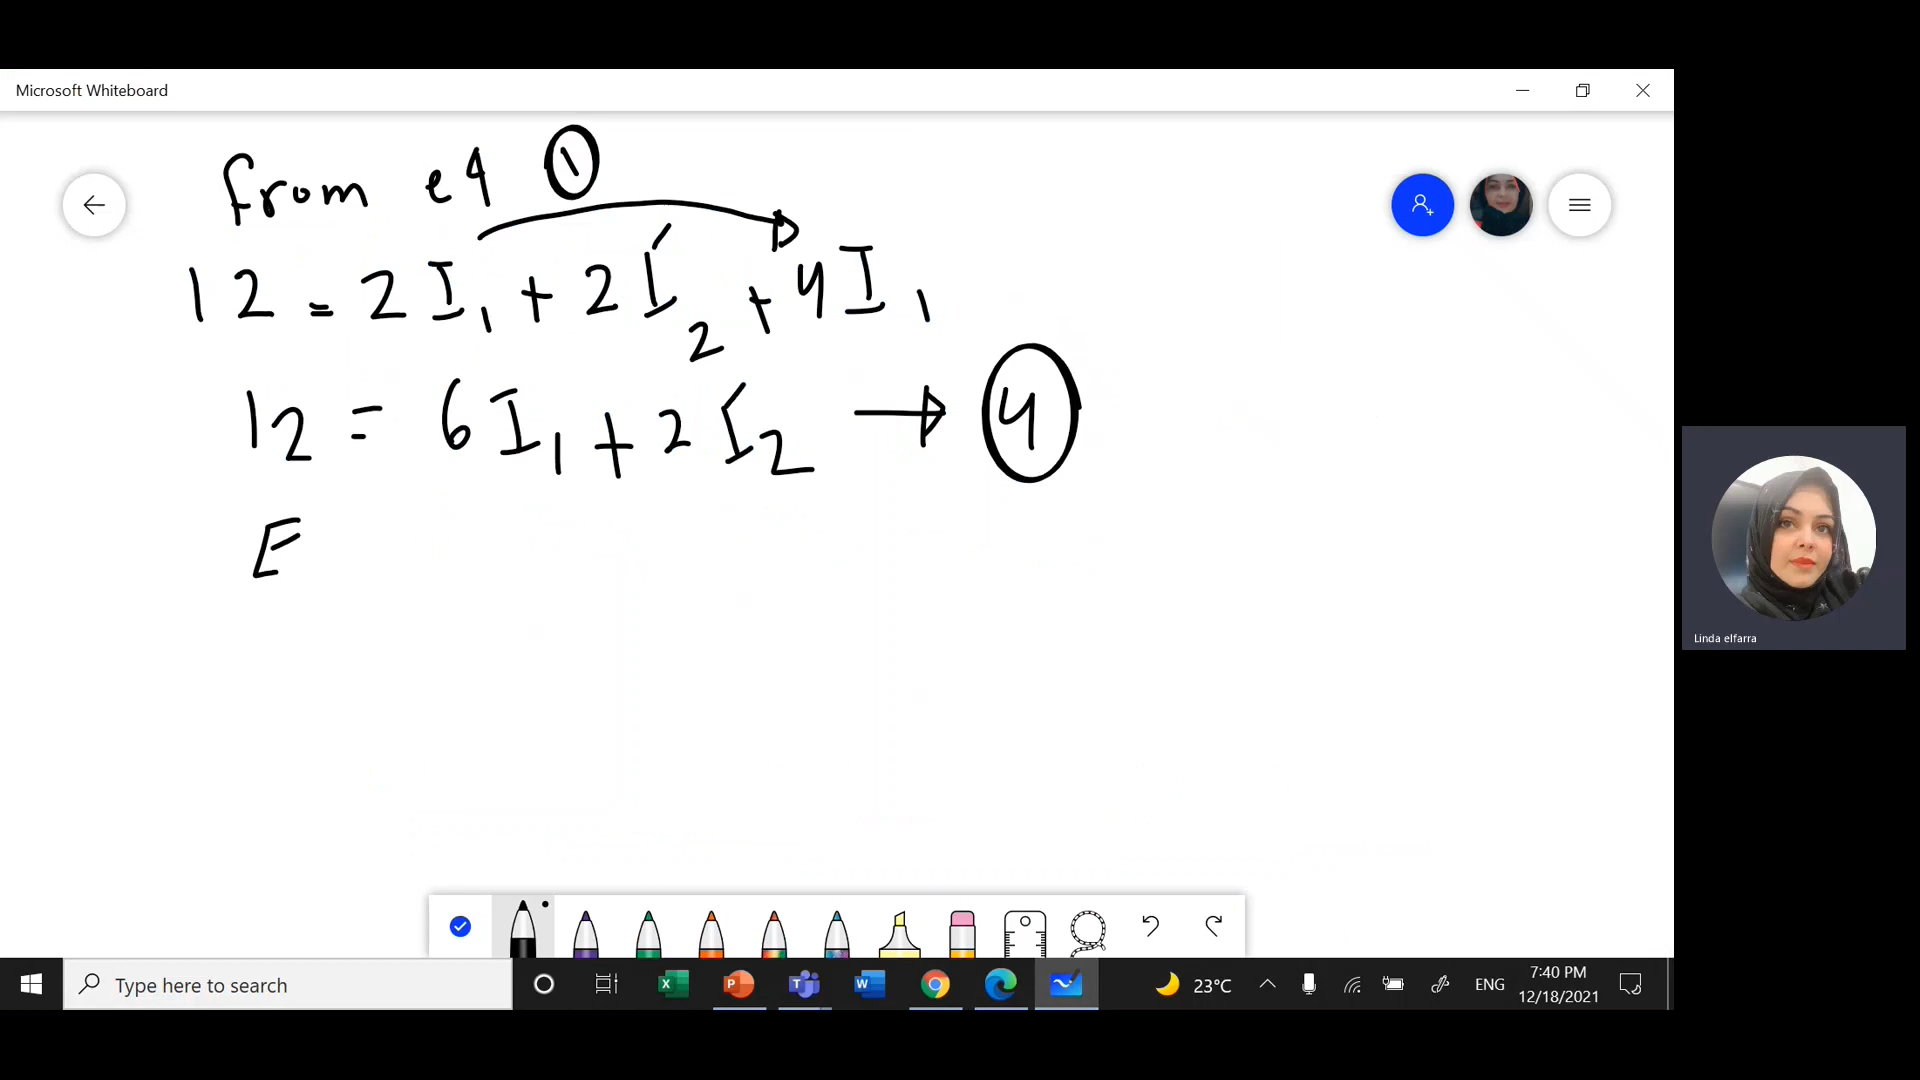 Microsoft Whiteboard
from eq ①
12 = 2I₁ + 2I₂ + 4I₁
12 = 6I₁ + 2I₂ → ④
E
Linda elfarra
Type here to search
23°C
ENG
7:40 PM
12/18/2021